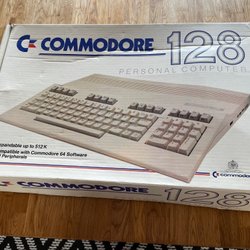 COMMODORE 128
PERSONAL COMPUTER
xpandable up to 512K
ompatible with Commodore 64 Software
Peripherals
COMMODORE 128
Commodore